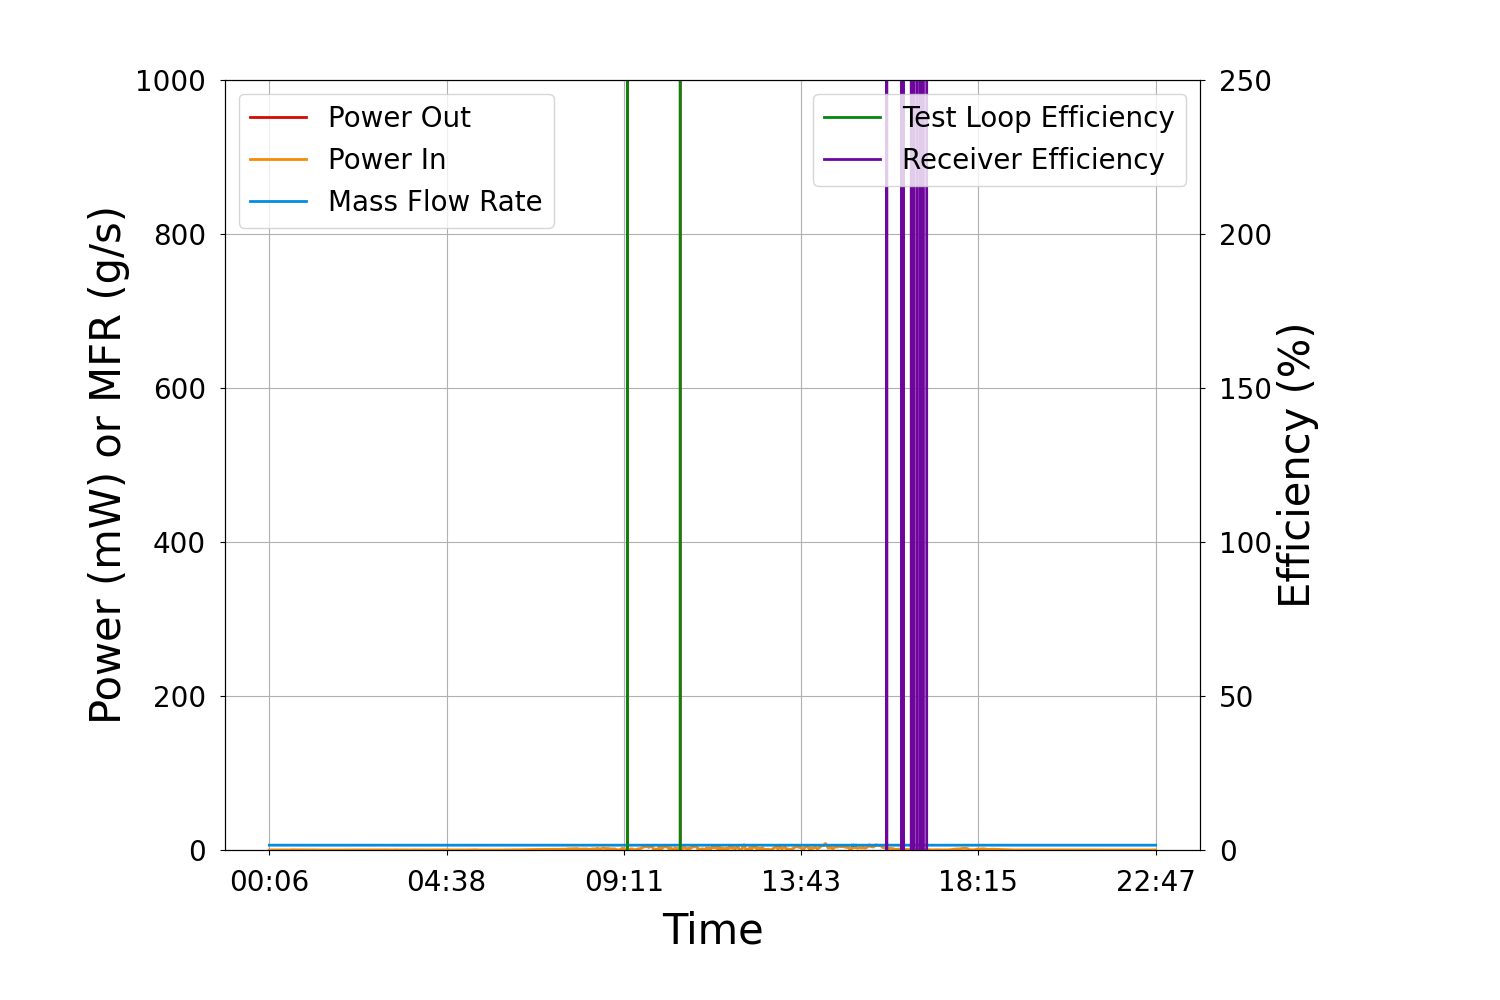 Power Out
Power In
Mass Flow Rate
Test Loop Efficiency
Receiver Efficiency
1000
800
600
400
200
0
250
200
150
100
50
0
Power (mW) or MFR (g/s)
Efficiency (%)
00:06
04:38
09:11
13:43
18:15
22:47
Time